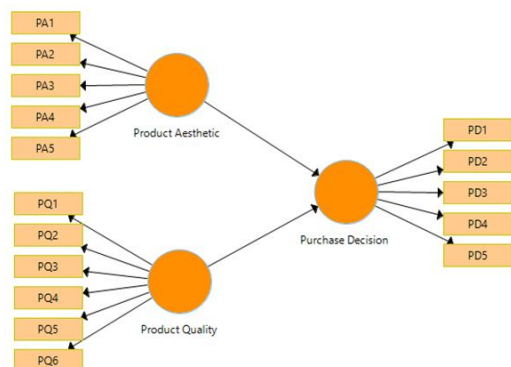 PA1
PA2
PA3
PA4
PA5
Product Aesthetic
PQ1
PQ2
PQ3
PQ4
PQ5
PQ6
Product Quality
Purchase Decision
PD1
PD2
PD3
PD4
PD5